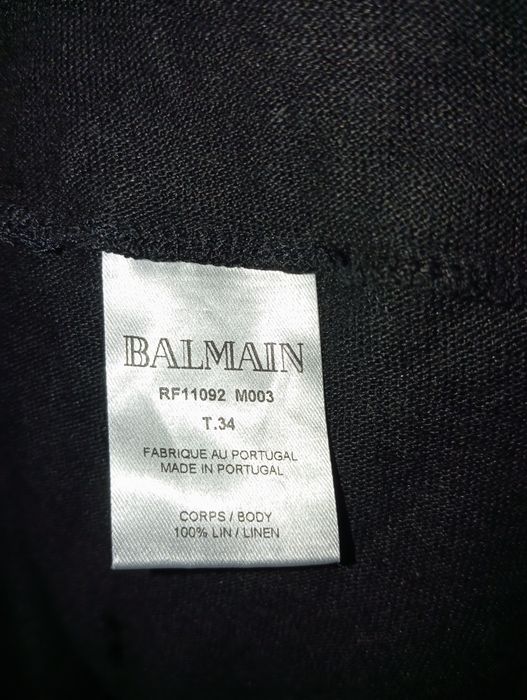 BALMAIN
RF11092 M003
T.34
FABRIQUE AU PORTUGAL
MADE IN PORTUGAL
CORPS / BODY
100% LIN / LINEN